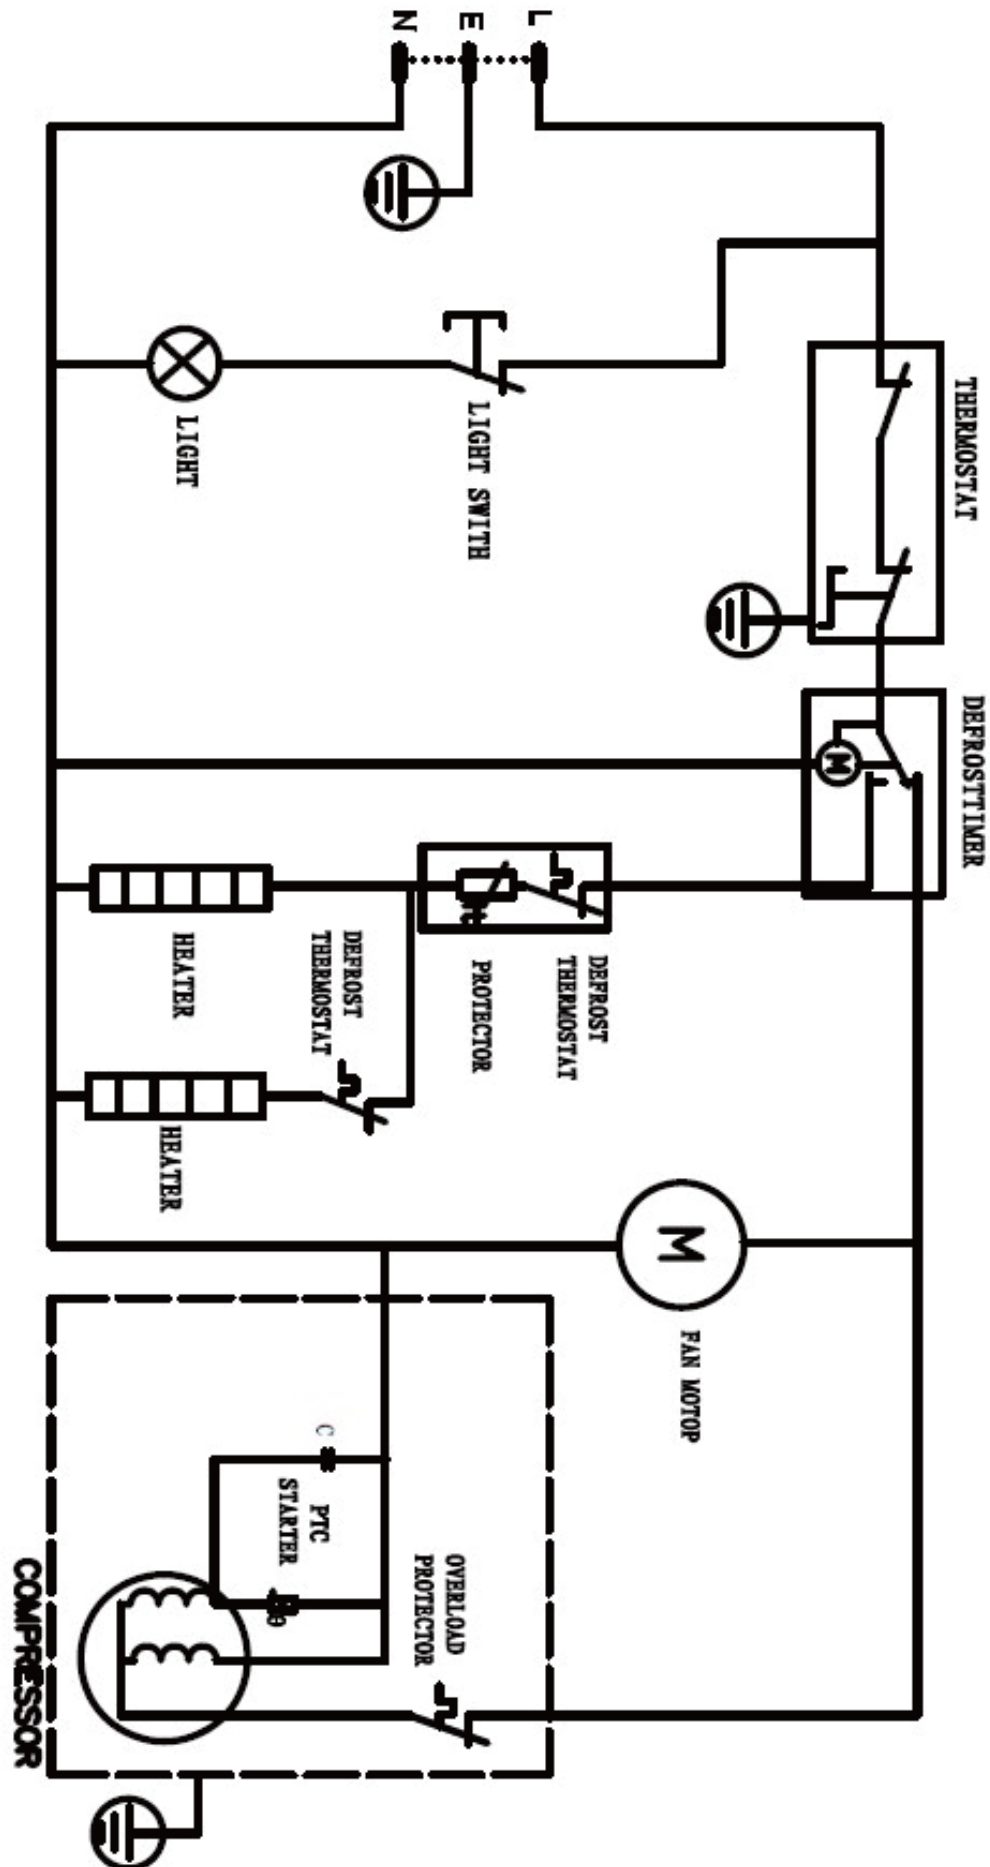 L
E
N
THERMOSTAT
DEFROSTTIMER
M
LIGHT SWITH
LIGHT
DEFROST
THERMOSTAT
PROTECTOR
HEATER
DEFROST
THERMOSTAT
HEATER
M
FAN MOTOP
C
PTC
STARTER
OVERLOAD
PROTECTOR
COMPRESSOR